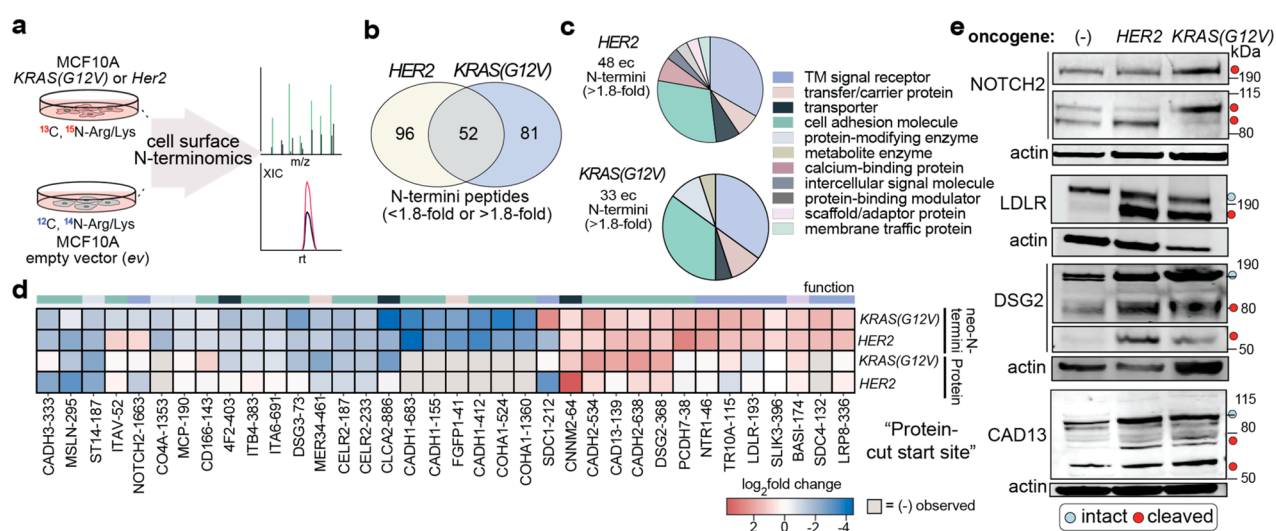 a
MCF10A
KRAS(G12V) or Her2
13C, 15N-Arg/Lys
12C, 14N-Arg/Lys
MCF10A
empty vector (ev)
cell surface
N-terminomics
m/z
XIC
rt
b
HER2
KRAS(G12V)
96
52
81
N-termini peptides
(<1.8-fold or >1.8-fold)
c
HER2
48 ec
N-termini
(>1.8-fold)
KRAS(G12V)
33 ec
N-termini
(>1.8-fold)
TM signal receptor
transfer/carrier protein
transporter
cell adhesion molecule
protein-modifying enzyme
metabolite enzyme
calcium-binding protein
intercellular signal molecule
protein-binding modulator
scaffold/adaptor protein
membrane traffic protein
d
function
KRAS(G12V)
HER2
KRAS(G12V)
HER2
neo-N-
termini
Protein
CADH3-333
MSLN-295
ST14-187
ITAV-52
NOTCH2-1663
CO4A-1353
MCP-190
CD166-143
4F2-403
ITB4-383
ITA6-691
DSG3-73
MER34-461
CELR2-187
CELR2-233
CLCA2-886
CADH1-683
CADH1-155
FGFP1-41
CADH1-412
COHA1-524
COHA1-1360
SDC1-212
CNNM2-64
CADH2-534
CAD13-139
CADH2-638
DSG2-368
PCDH7-38
NTR1-46
TR10A-115
LDLR-193
SLIK3-396
BASI-174
SDC4-132
LRP8-336
"Protein-
cut start site"
log2fold change
2
0
-2
-4
= (-) observed
e
oncogene:
(-)
HER2
KRAS(G12V)
kDa
NOTCH2
190
115
80
actin
LDLR
190
actin
DSG2
190
80
50
actin
CAD13
115
80
50
actin
intact
cleaved